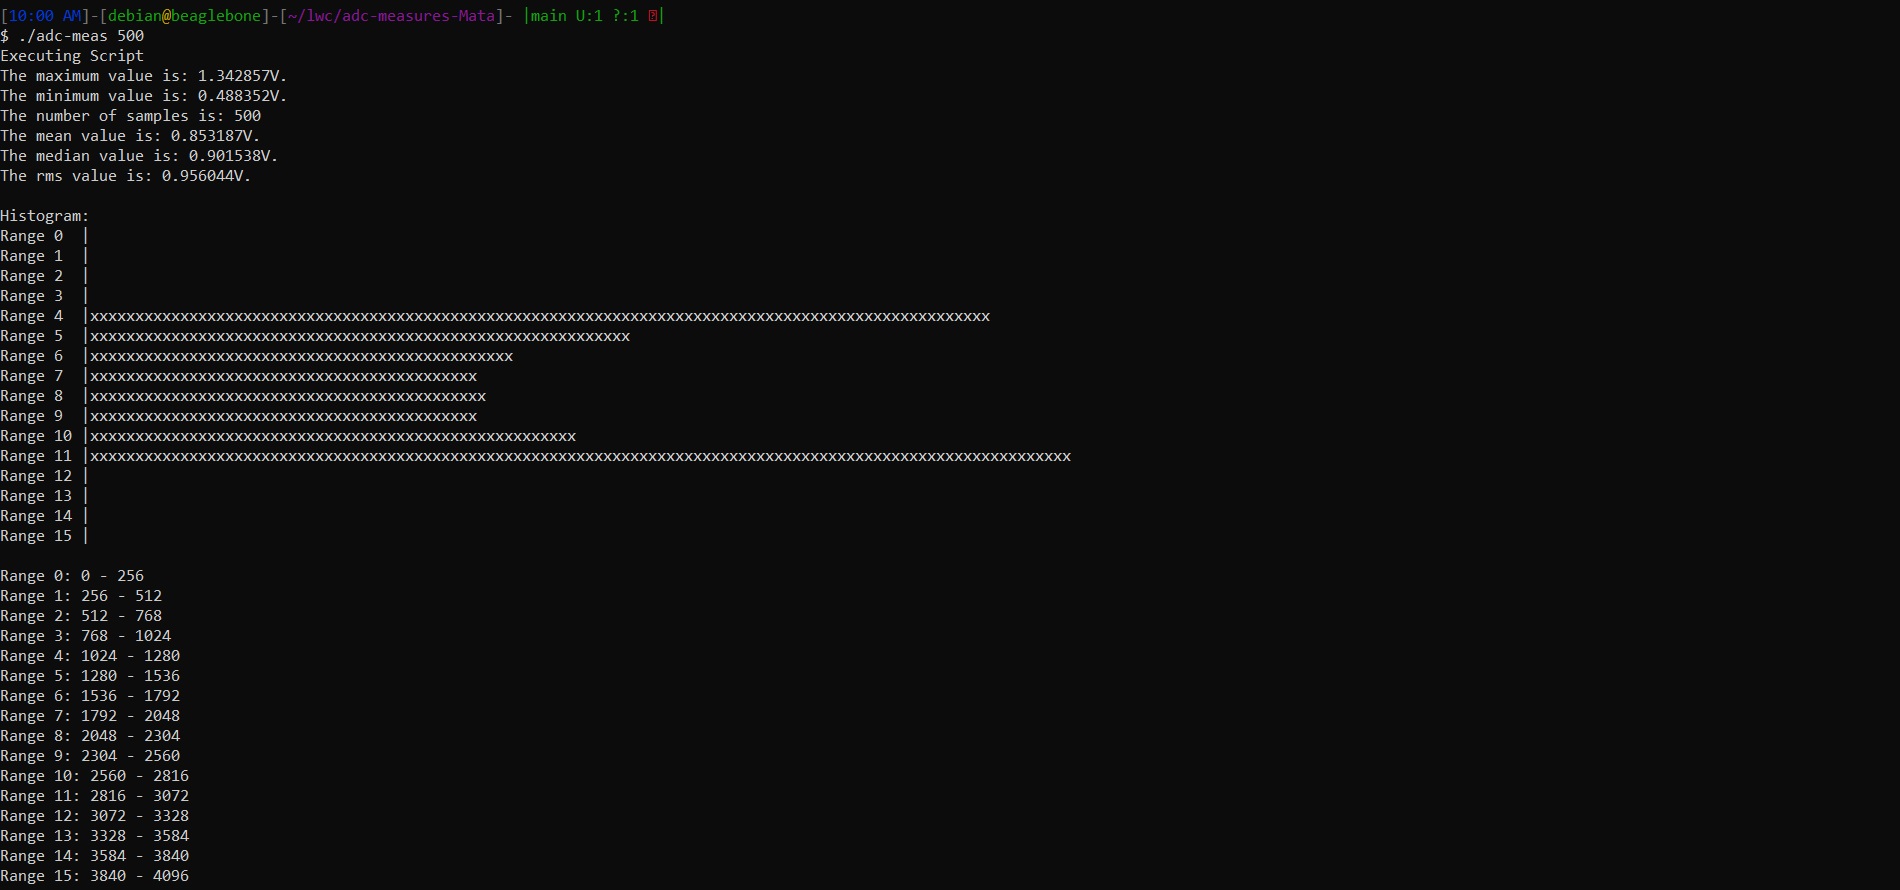 [10:00 AM]-[debian@beaglebone]-[~/lwc/adc-measures-Mata]- |main U:1 ?:1 |
$ ./adc-meas 500
Executing Script
The maximum value is: 1.342857V.
The minimum value is: 0.488352V.
The number of samples is: 500
The mean value is: 0.853187V.
The median value is: 0.901538V.
The rms value is: 0.956044V.
Histogram:
Range 0  |
Range 1  |
Range 2  |
Range 3  |
Range 4  |xxxxxxxxxxxxxxxxxxxxxxxxxxxxxxxxxxxxxxxxxxxxxxxxxxxxxxxxxxxxxxxxxxxxxxxxxxxxxxxxxxxxxxxxxxxxxxxxxxxx
Range 5  |xxxxxxxxxxxxxxxxxxxxxxxxxxxxxxxxxxxxxxxxxxxxxxxxxxxxxxxxxxxx
Range 6  |xxxxxxxxxxxxxxxxxxxxxxxxxxxxxxxxxxxxxxxxxxxxxxx
Range 7  |xxxxxxxxxxxxxxxxxxxxxxxxxxxxxxxxxxxxxxxxxxx
Range 8  |xxxxxxxxxxxxxxxxxxxxxxxxxxxxxxxxxxxxxxxxxxxx
Range 9  |xxxxxxxxxxxxxxxxxxxxxxxxxxxxxxxxxxxxxxxxxxx
Range 10 |xxxxxxxxxxxxxxxxxxxxxxxxxxxxxxxxxxxxxxxxxxxxxxxxxxxxxx
Range 11 |xxxxxxxxxxxxxxxxxxxxxxxxxxxxxxxxxxxxxxxxxxxxxxxxxxxxxxxxxxxxxxxxxxxxxxxxxxxxxxxxxxxxxxxxxxxxxxxxxxxxxxxxxxxxx
Range 12 |
Range 13 |
Range 14 |
Range 15 |
Range 0: 0 - 256
Range 1: 256 - 512
Range 2: 512 - 768
Range 3: 768 - 1024
Range 4: 1024 - 1280
Range 5: 1280 - 1536
Range 6: 1536 - 1792
Range 7: 1792 - 2048
Range 8: 2048 - 2304
Range 9: 2304 - 2560
Range 10: 2560 - 2816
Range 11: 2816 - 3072
Range 12: 3072 - 3328
Range 13: 3328 - 3584
Range 14: 3584 - 3840
Range 15: 3840 - 4096